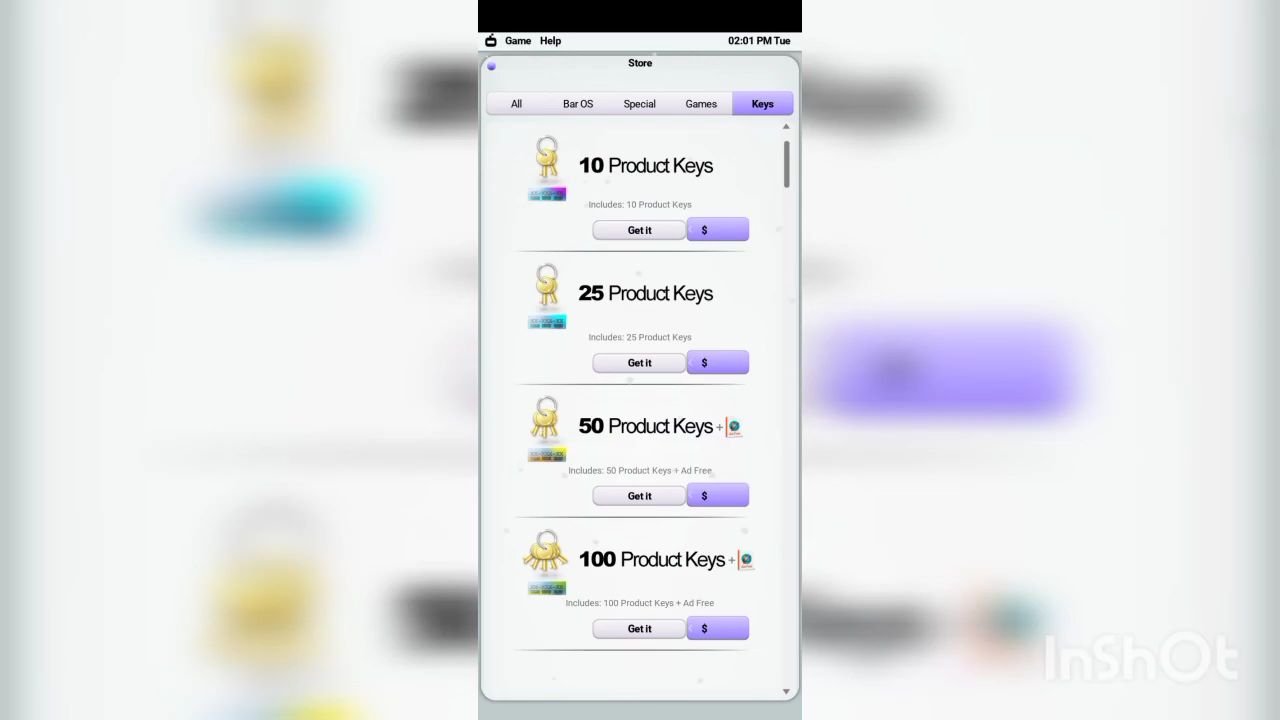 Game Help 02:01 PM Tue
Store
All Bar OS Special Games Keys
10 Product Keys
Includes: 10 Product Keys
Get it $
25 Product Keys
Includes: 25 Product Keys
Get it $
50 Product Keys +
Includes: 50 Product Keys + Ad Free
Get it $
100 Product Keys +
Includes: 100 Product Keys + Ad Free
Get it $
InShOt